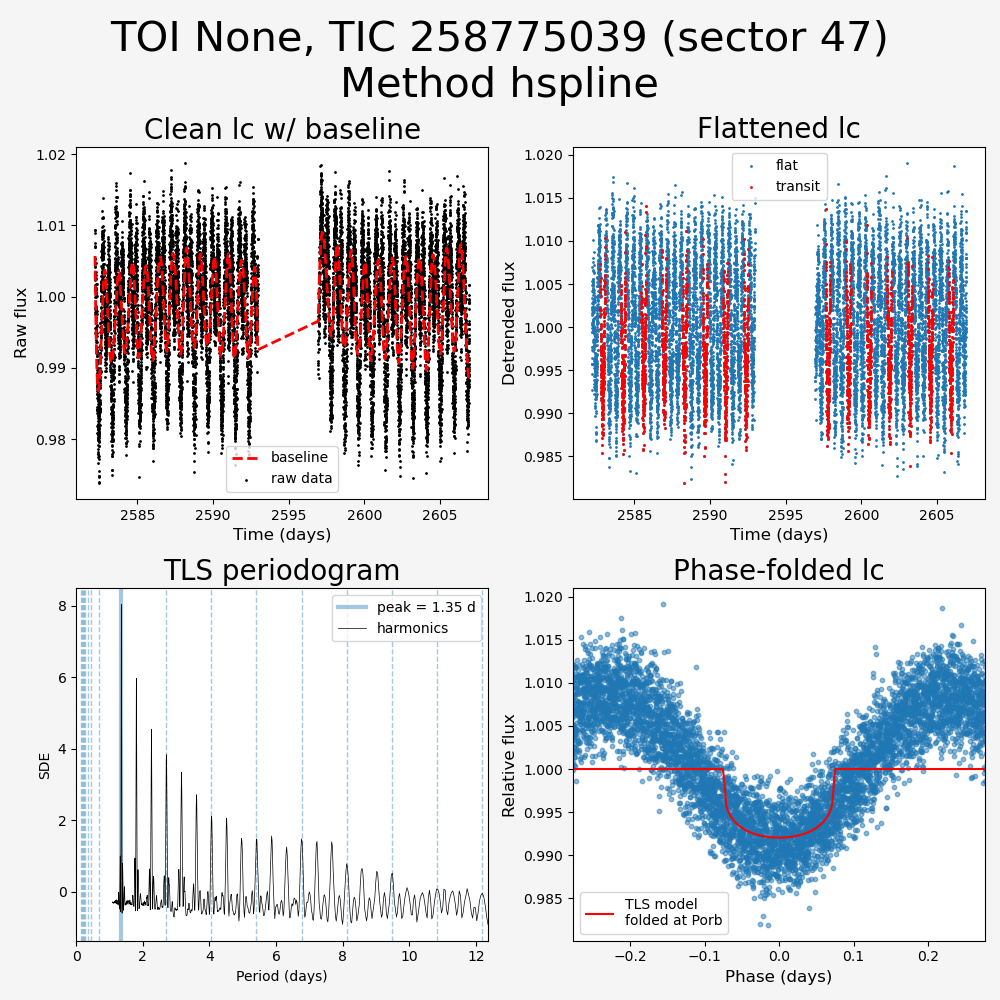 TOI None, TIC 258775039 (sector 47)
Method hspline
Clean lc w/ baseline
Raw flux
1.02
1.01
1.00
0.99
0.98
baseline
raw data
2585
2590
2595
2600
2605
Time (days)
Flattened lc
Detrended flux
1.020
1.015
1.010
1.005
1.000
0.995
0.990
0.985
flat
transit
2585
2590
2595
2600
2605
Time (days)
TLS periodogram
SDE
8
6
4
2
0
peak = 1.35 d
harmonics
0
2
4
6
8
10
12
Period (days)
Phase-folded lc
Relative flux
1.020
1.015
1.010
1.005
1.000
0.995
0.990
0.985
TLS model
folded at Porb
−0.2
−0.1
0.0
0.1
0.2
Phase (days)